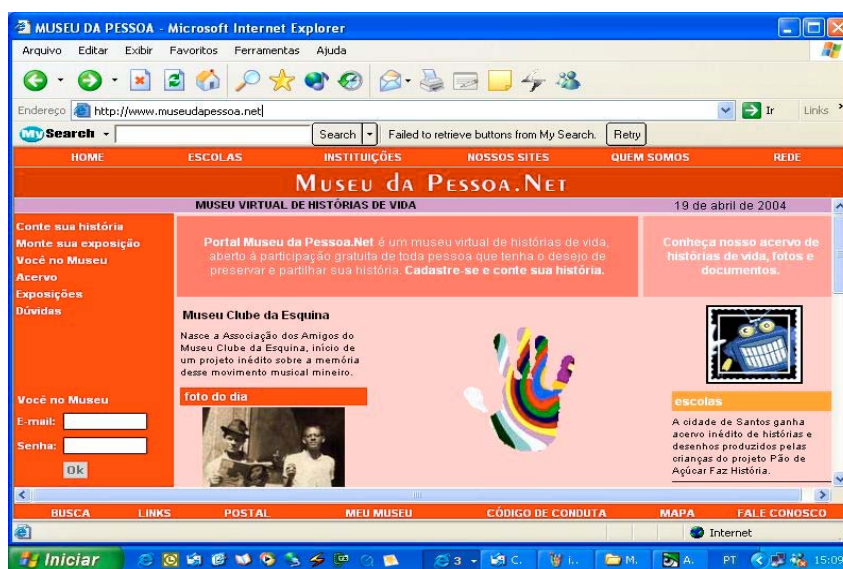 MUSEU DA PESSOA - Microsoft Internet Explorer
Arquivo Editar Exibir Favoritos Ferramentas Ajuda
Endereço http://www.museudapessoa.net Ir Links
My Search Search Failed to retrieve buttons from My Search. Retry
HOME ESCOLAS INSTITUIÇÕES NOSSOS SITES QUEM SOMOS REDE
MUSEU DA PESSOA.NET
MUSEU VIRTUAL DE HISTÓRIAS DE VIDA 19 de abril de 2004
Conte sua história
Monte sua exposição
Você no Museu
Acervo
Exposições
Dúvidas
Você no Museu
E-mail:
Senha:
Ok
Portal Museu da Pessoa.Net é um museu virtual de histórias de vida,
aberto à participação gratuita de toda pessoa que tenha o desejo de
preservar e partilhar sua história. Cadastre-se e conte sua história.
Conheça nosso acervo de
histórias de vida, fotos e
documentos.
Museu Clube da Esquina
Nasce a Associação dos Amigos do
Museu Clube da Esquina, início de
um projeto inédito sobre a memória
desse movimento musical mineiro.
foto do dia
escolas
A cidade de Santos ganha
acervo inédito de histórias e
desenhos produzidos pelas
crianças do projeto Pão de
Açúcar Faz História.
BUSCA LINKS POSTAL MEU MUSEU CÓDIGO DE CONDUTA MAPA FALE CONOSCO
Internet
Iniciar 3 C. i.. M. A. PT 15:09